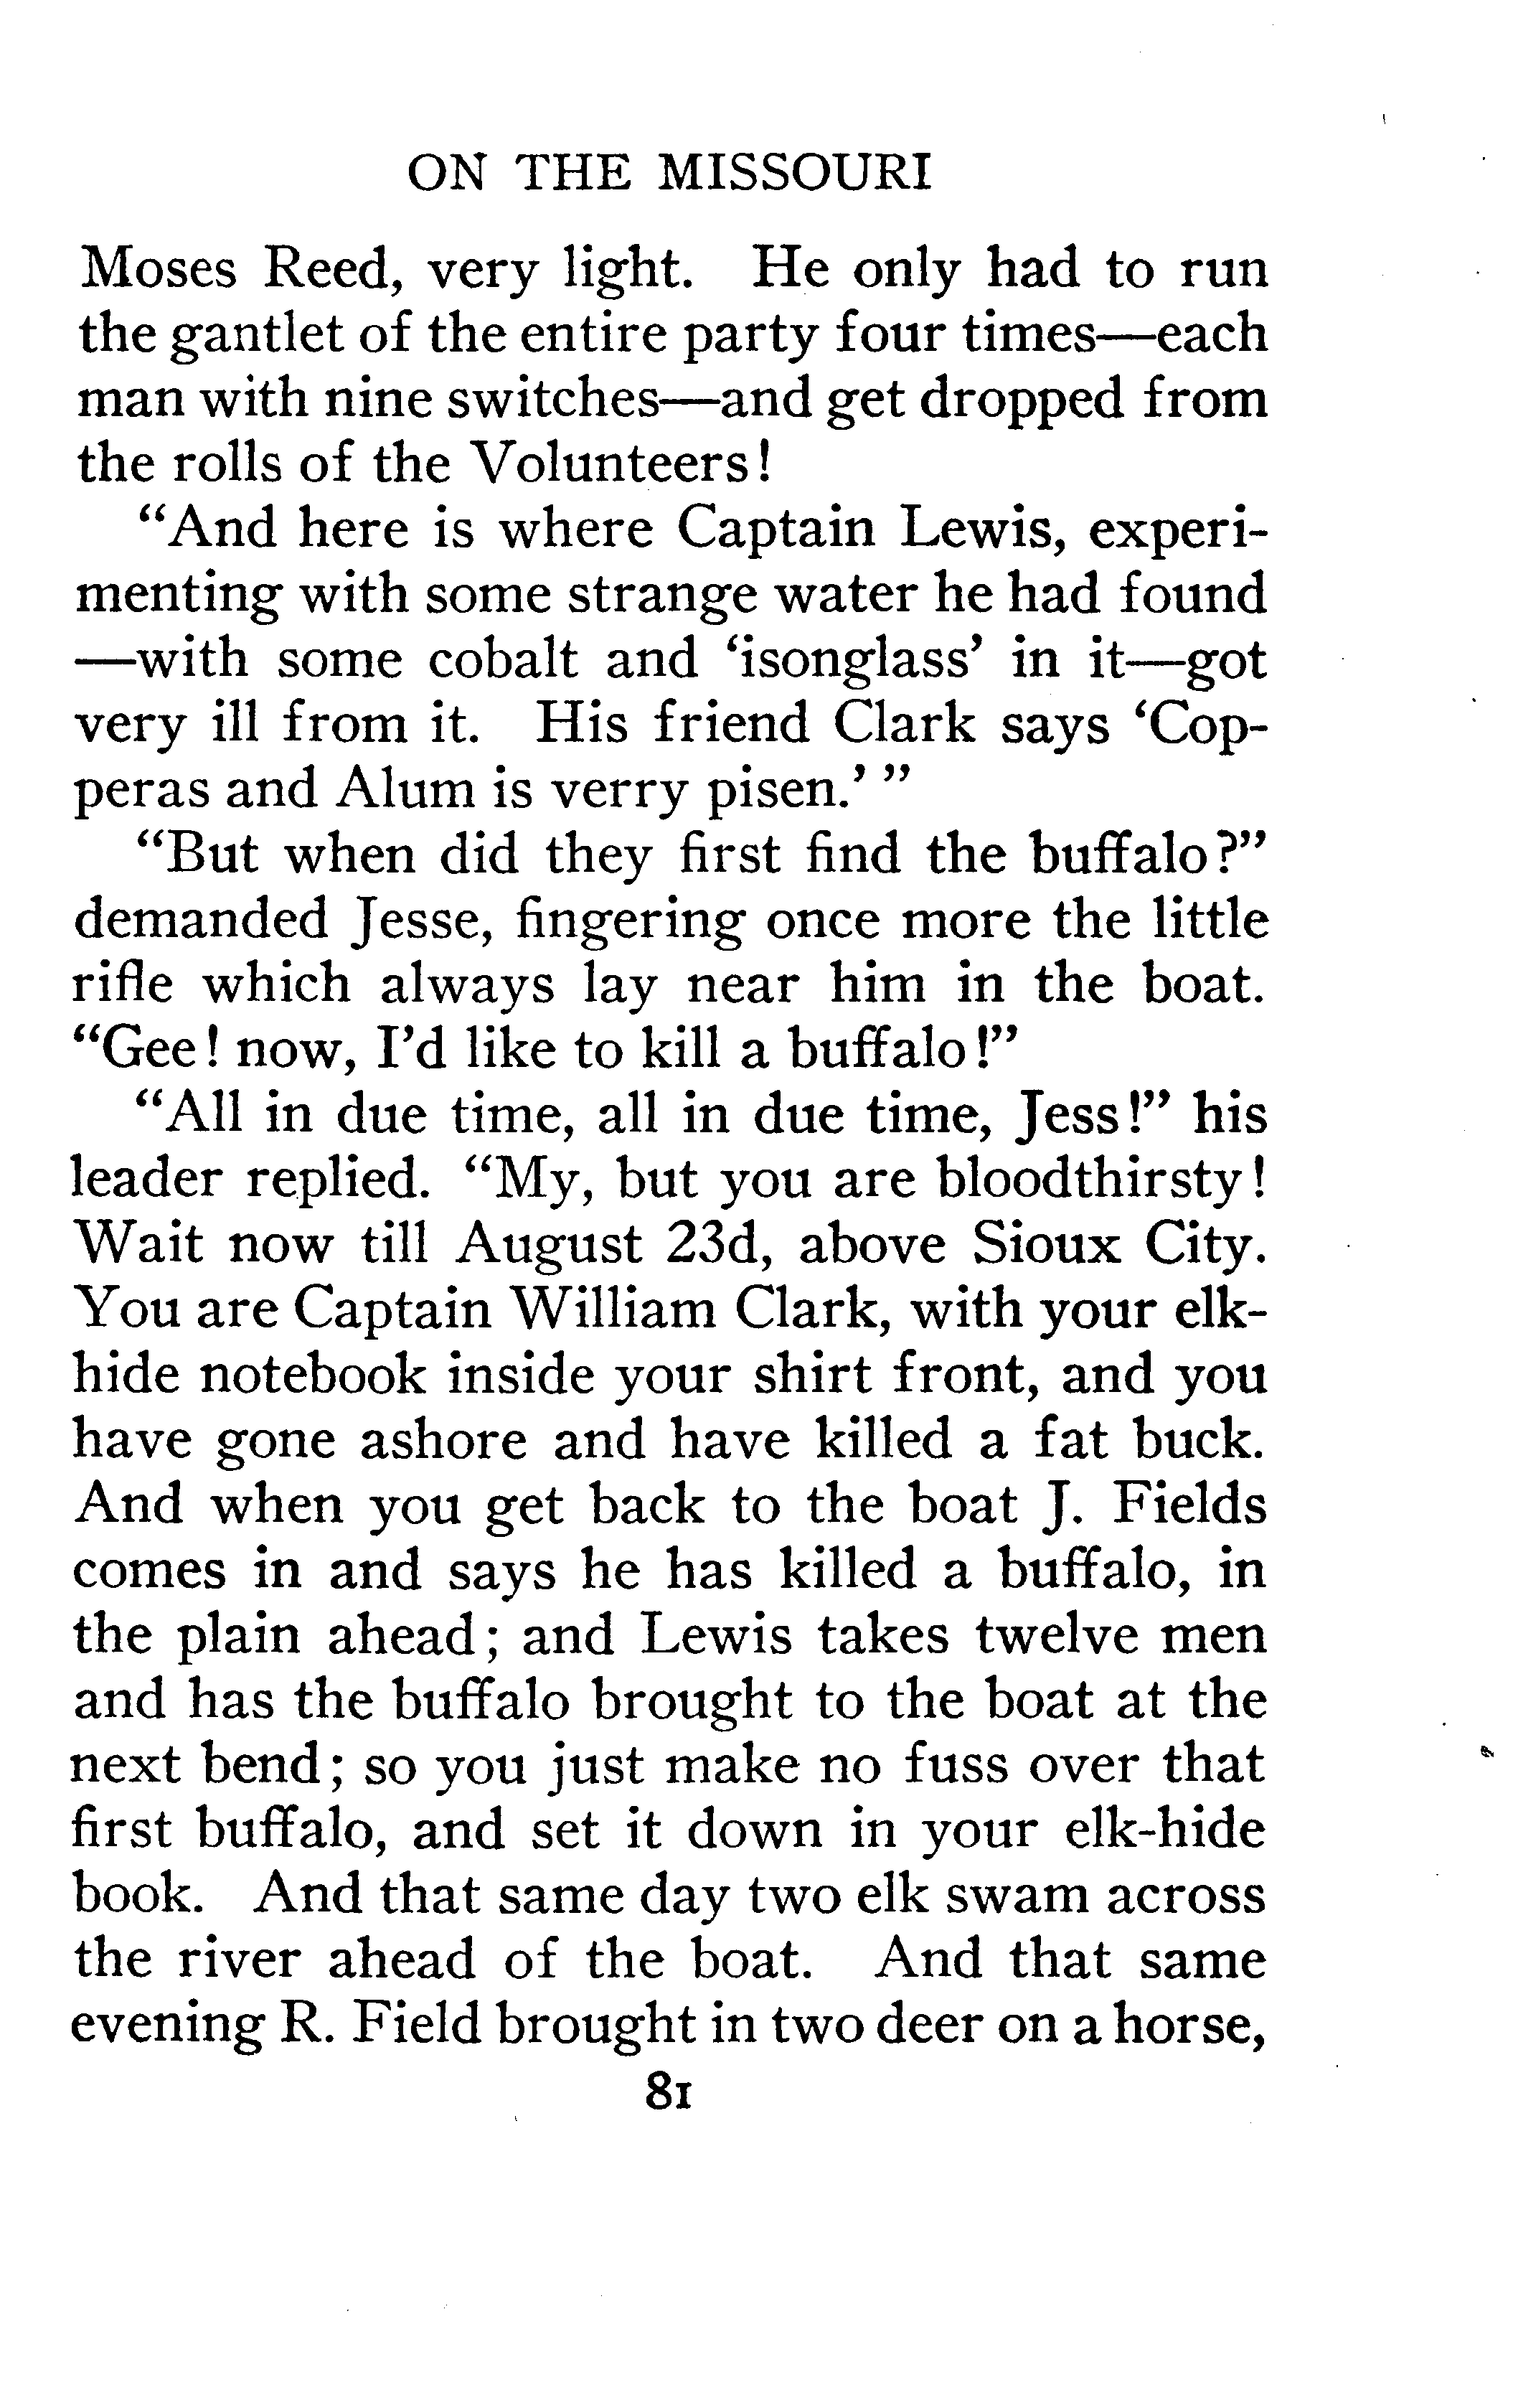 ON THE MISSOURI
Moses Reed, very light. He only had to run
the gantlet of the entire party four times—each
man with nine switches—and get dropped from
the rolls of the Volunteers!
“And here is where Captain Lewis, experi-
menting with some strange water he had found
—with some cobalt and ‘isonglass’ in it—got
very ill from it. His friend Clark says ‘Cop-
peras and Alum is verry pisen.’ ”
“But when did they first find the buffalo?”
demanded Jesse, fingering once more the little
rifle which always lay near him in the boat.
“Gee! now, I’d like to kill a buffalo!”
“All in due time, all in due time, Jess!” his
leader replied. “My, but you are bloodthirsty!
Wait now till August 23d, above Sioux City.
You are Captain William Clark, with your elk-
hide notebook inside your shirt front, and you
have gone ashore and have killed a fat buck.
And when you get back to the boat J. Fields
comes in and says he has killed a buffalo, in
the plain ahead; and Lewis takes twelve men
and has the buffalo brought to the boat at the
next bend; so you just make no fuss over that
first buffalo, and set it down in your elk-hide
book. And that same day two elk swam across
the river ahead of the boat. And that same
evening R. Field brought in two deer on a horse,
81